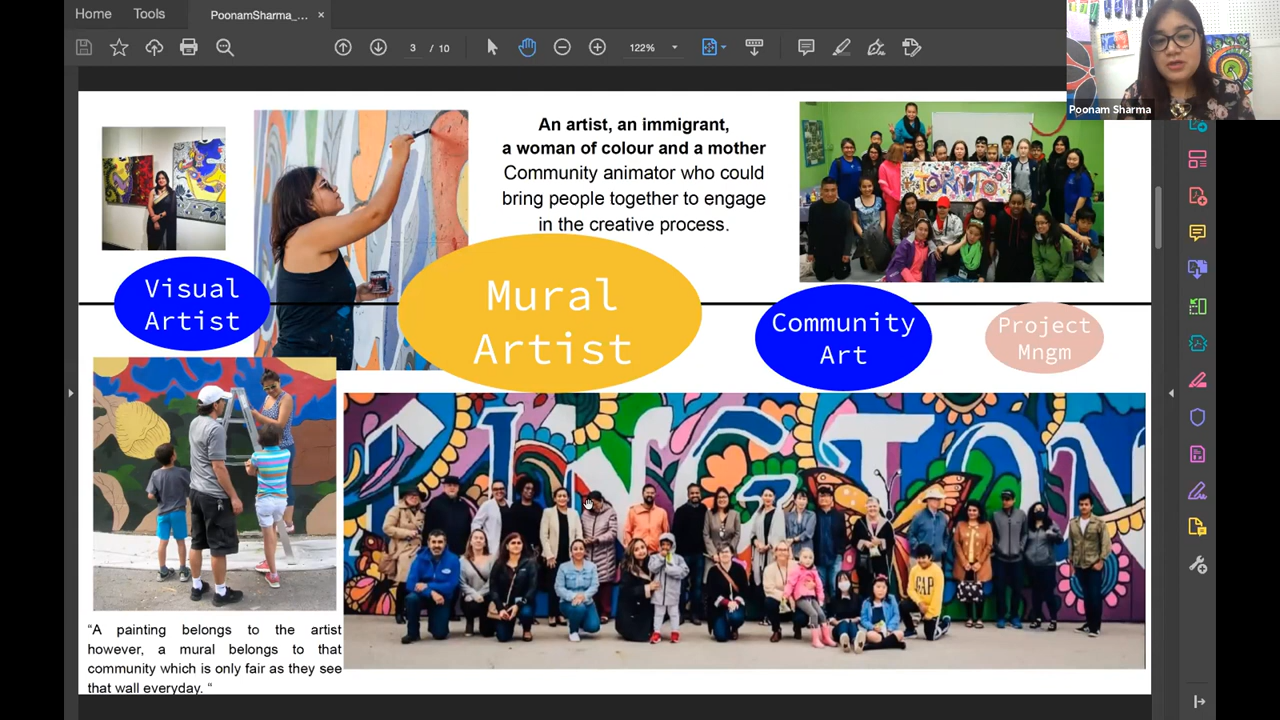 Home Tools PoonamSharma_... ×
3 / 10 122%
Poonam Sharma
An artist, an immigrant,
a woman of colour and a mother
Community animator who could
bring people together to engage
in the creative process.
Visual
Artist
Mural
Artist
Community
Art
Project
Mngm
GAP
“A painting belongs to the artist
however, a mural belongs to that
community which is only fair as they see
that wall everyday. “